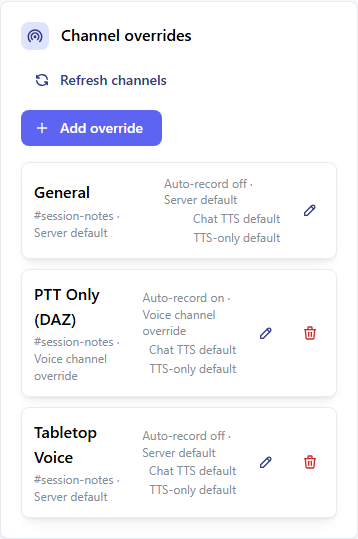 Channel overrides
Refresh channels
+ Add override
General
#session-notes ·
Server default
Auto-record off ·
Server default
Chat TTS default
TTS-only default
PTT Only
(DAZ)
#session-notes ·
Voice channel
override
Auto-record on ·
Voice channel
override
Chat TTS default
TTS-only default
Tabletop
Voice
#session-notes ·
Server default
Auto-record off ·
Server default
Chat TTS default
TTS-only default